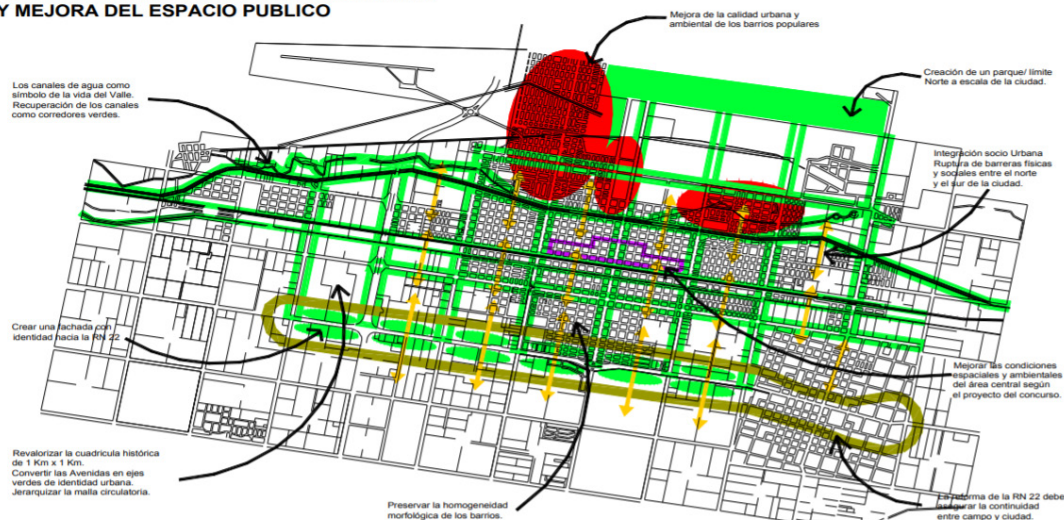 Y MEJORA DEL ESPACIO PUBLICO
Mejora de la calidad urbana y
ambiental de los barrios populares
Los canales de agua como
símbolo de la vida del Valle.
Recuperación de los canales
como corredores verdes.
Creación de un parque/ límite
Norte a escala de la ciudad.
Integración socio Urbana
Ruptura de barreras físicas
y sociales entre el norte
y el sur de la ciudad.
Crear una fachada con
identidad hacia la RN 22
Mejorar las condiciones
espaciales y ambientales
del área central según
el proyecto del concurso.
Revalorizar la cuadricula histórica
de 1 Km x 1 Km.
Convertir las Avenidas en ejes
verdes de identidad urbana.
Jerarquizar la malla circulatoria.
Preservar la homogeneidad
morfológica de los barrios.
La reforma de la RN 22 debe
asegurar la continuidad
entre campo y ciudad.